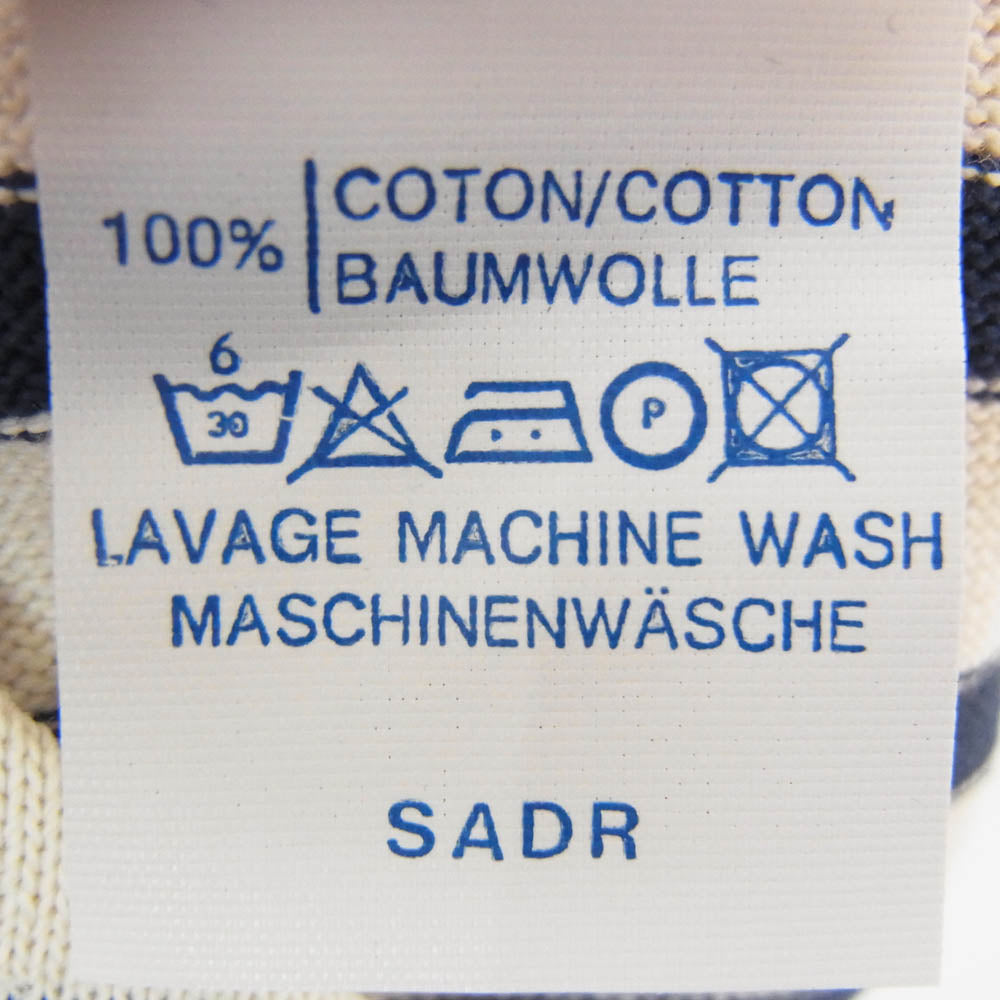 100% COTON/COTTON
BAUMWOLLE
6
30 P
LAVAGE MACHINE WASH
MASCHINENWÄSCHE
SADR